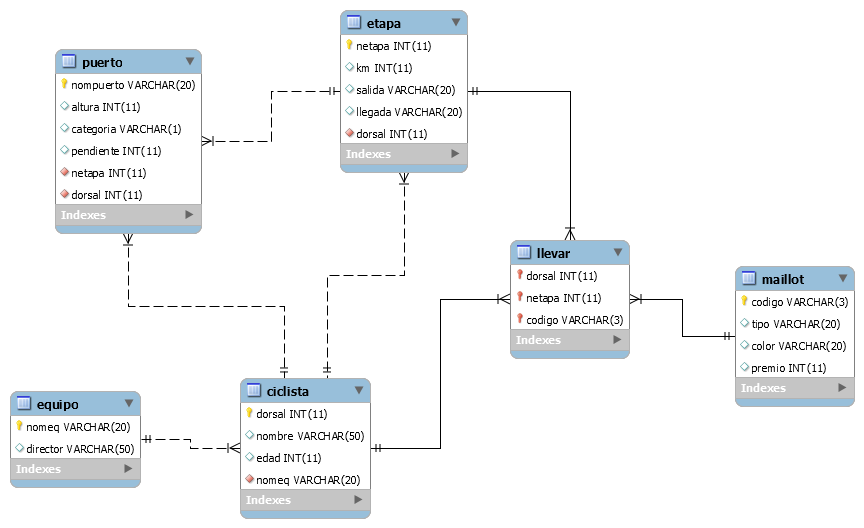 etapa
netapa INT(11)
km INT(11)
salida VARCHAR(20)
llegada VARCHAR(20)
dorsal INT(11)
Indexes
puerto
nompuerto VARCHAR(20)
altura INT(11)
categoria VARCHAR(1)
pendiente INT(11)
netapa INT(11)
dorsal INT(11)
Indexes
llevar
dorsal INT(11)
netapa INT(11)
codigo VARCHAR(3)
Indexes
maillot
codigo VARCHAR(3)
tipo VARCHAR(20)
color VARCHAR(20)
premio INT(11)
Indexes
equipo
nomeq VARCHAR(20)
director VARCHAR(50)
Indexes
ciclista
dorsal INT(11)
nombre VARCHAR(50)
edad INT(11)
nomeq VARCHAR(20)
Indexes